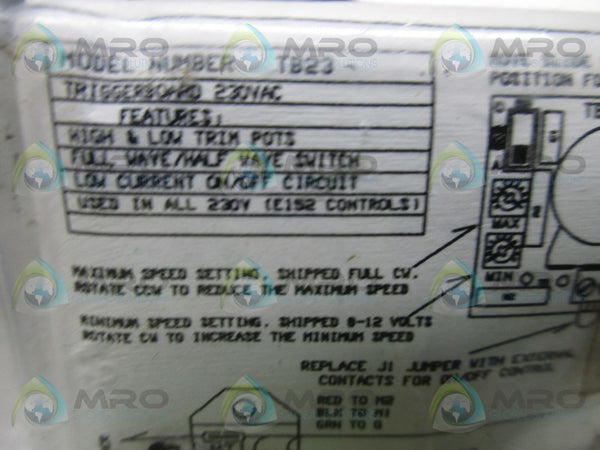 MODEL NUMBER TB23
TRIGGERBOARD 230VAC
FEATURES:
HIGH & LOW TRIM POTS
FULL WAVE/HALF WAVE SWITCH
LOW CURRENT ON/OFF CIRCUIT
USED IN ALL 230V (E152 CONTROLS)
POSITION FO
TB
MAX
MIN
MAXIMUM SPEED SETTING. SHIPPED FULL CW.
ROTATE CCW TO REDUCE THE MAXIMUM SPEED
MINIMUM SPEED SETTING. SHIPPED 8-12 VOLTS
ROTATE CW TO INCREASE THE MINIMUM SPEED
REPLACE J1 JUMPER WITH EXTERNAL
CONTACTS FOR ON/OFF CONTROL
RED TO M2
BLK TO M1
GRN TO G
MRO